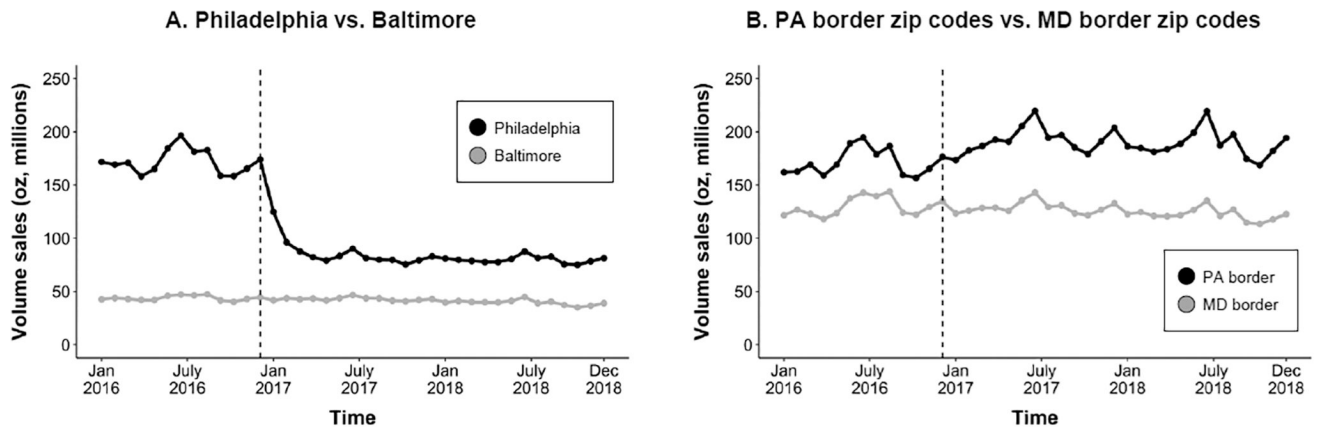 A. Philadelphia vs. Baltimore
Volume sales (oz, millions)
250
200
150
100
50
0
Philadelphia
Baltimore
Jan
2016
July
2016
Jan
2017
July
2017
Jan
2018
July
2018
Dec
2018
Time
B. PA border zip codes vs. MD border zip codes
Volume sales (oz, millions)
250
200
150
100
50
0
PA border
MD border
Jan
2016
July
2016
Jan
2017
July
2017
Jan
2018
July
2018
Dec
2018
Time